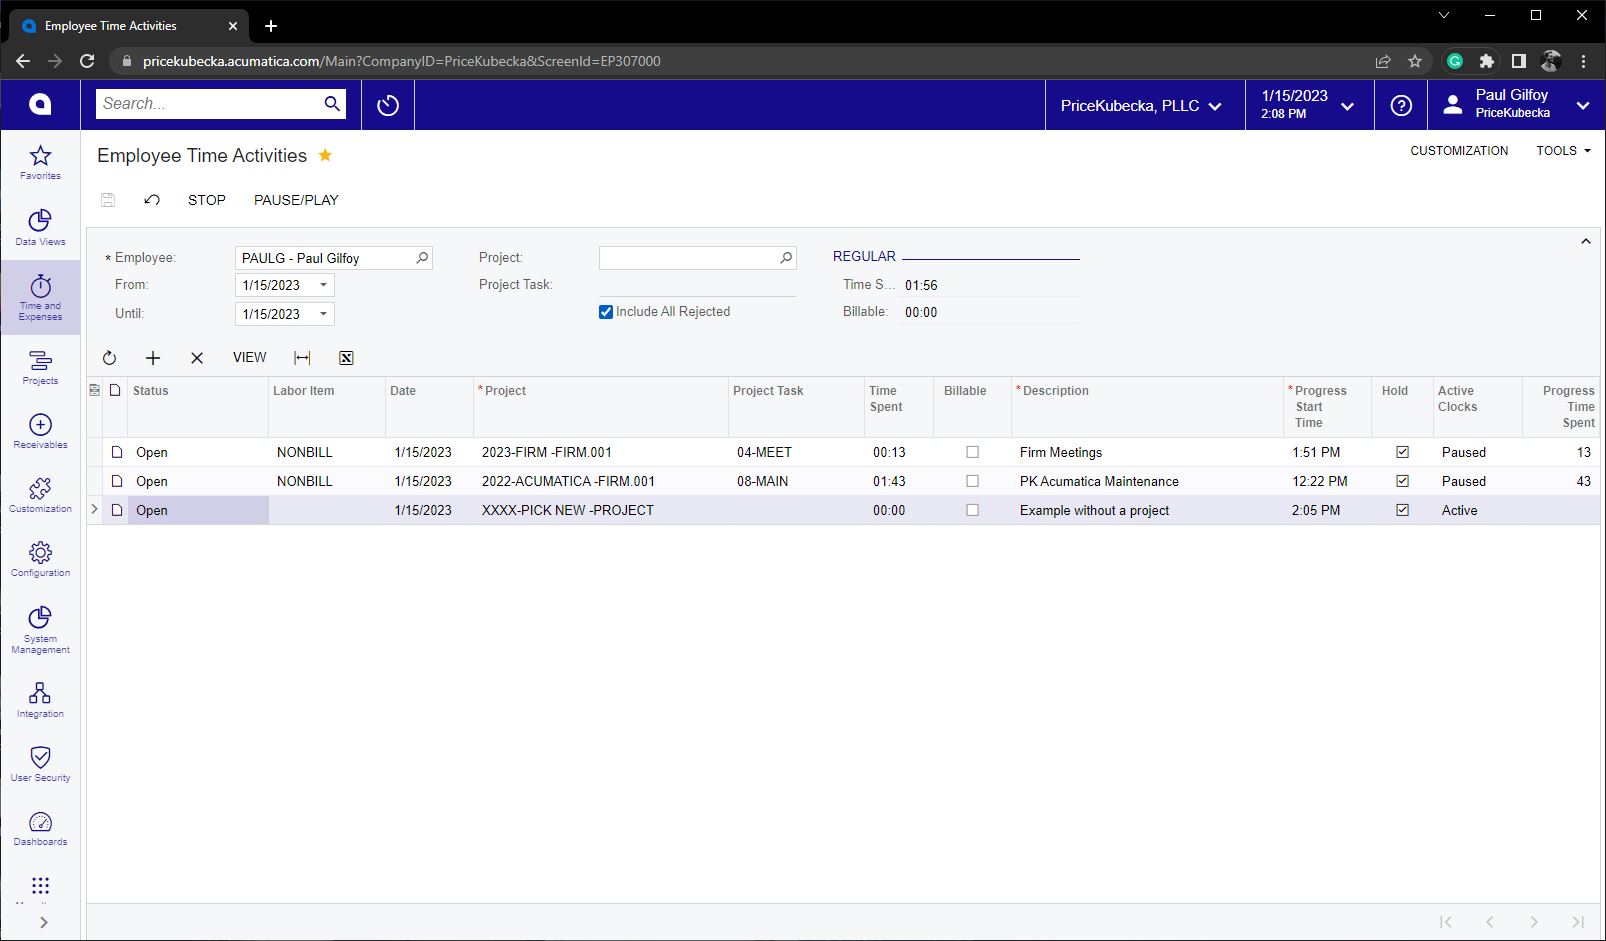 Employee Time Activities
pricekubecka.acumatica.com/Main?CompanyID=PriceKubecka&ScreenId=EP307000
Search...
PriceKubecka, PLLC
1/15/2023
2:08 PM
Paul Gilfoy
PriceKubecka
Favorites
Data Views
Time and
Expenses
Projects
Receivables
Customization
Configuration
System
Management
Integration
User Security
Dashboards
Employee Time Activities
CUSTOMIZATION TOOLS
STOP PAUSE/PLAY
* Employee: PAULG - Paul Gilfoy Project: REGULAR
From: 1/15/2023 Project Task: Time S... 01:56
Until: 1/15/2023 Include All Rejected Billable: 00:00
VIEW
Status Labor Item Date * Project Project Task Time Spent Billable * Description * Progress Start Time Hold Active Clocks Progress Time Spent
Open NONBILL 1/15/2023 2023-FIRM -FIRM.001 04-MEET 00:13 Firm Meetings 1:51 PM Paused 13
Open NONBILL 1/15/2023 2022-ACUMATICA -FIRM.001 08-MAIN 01:43 PK Acumatica Maintenance 12:22 PM Paused 43
Open 1/15/2023 XXXX-PICK NEW -PROJECT 00:00 Example without a project 2:05 PM Active